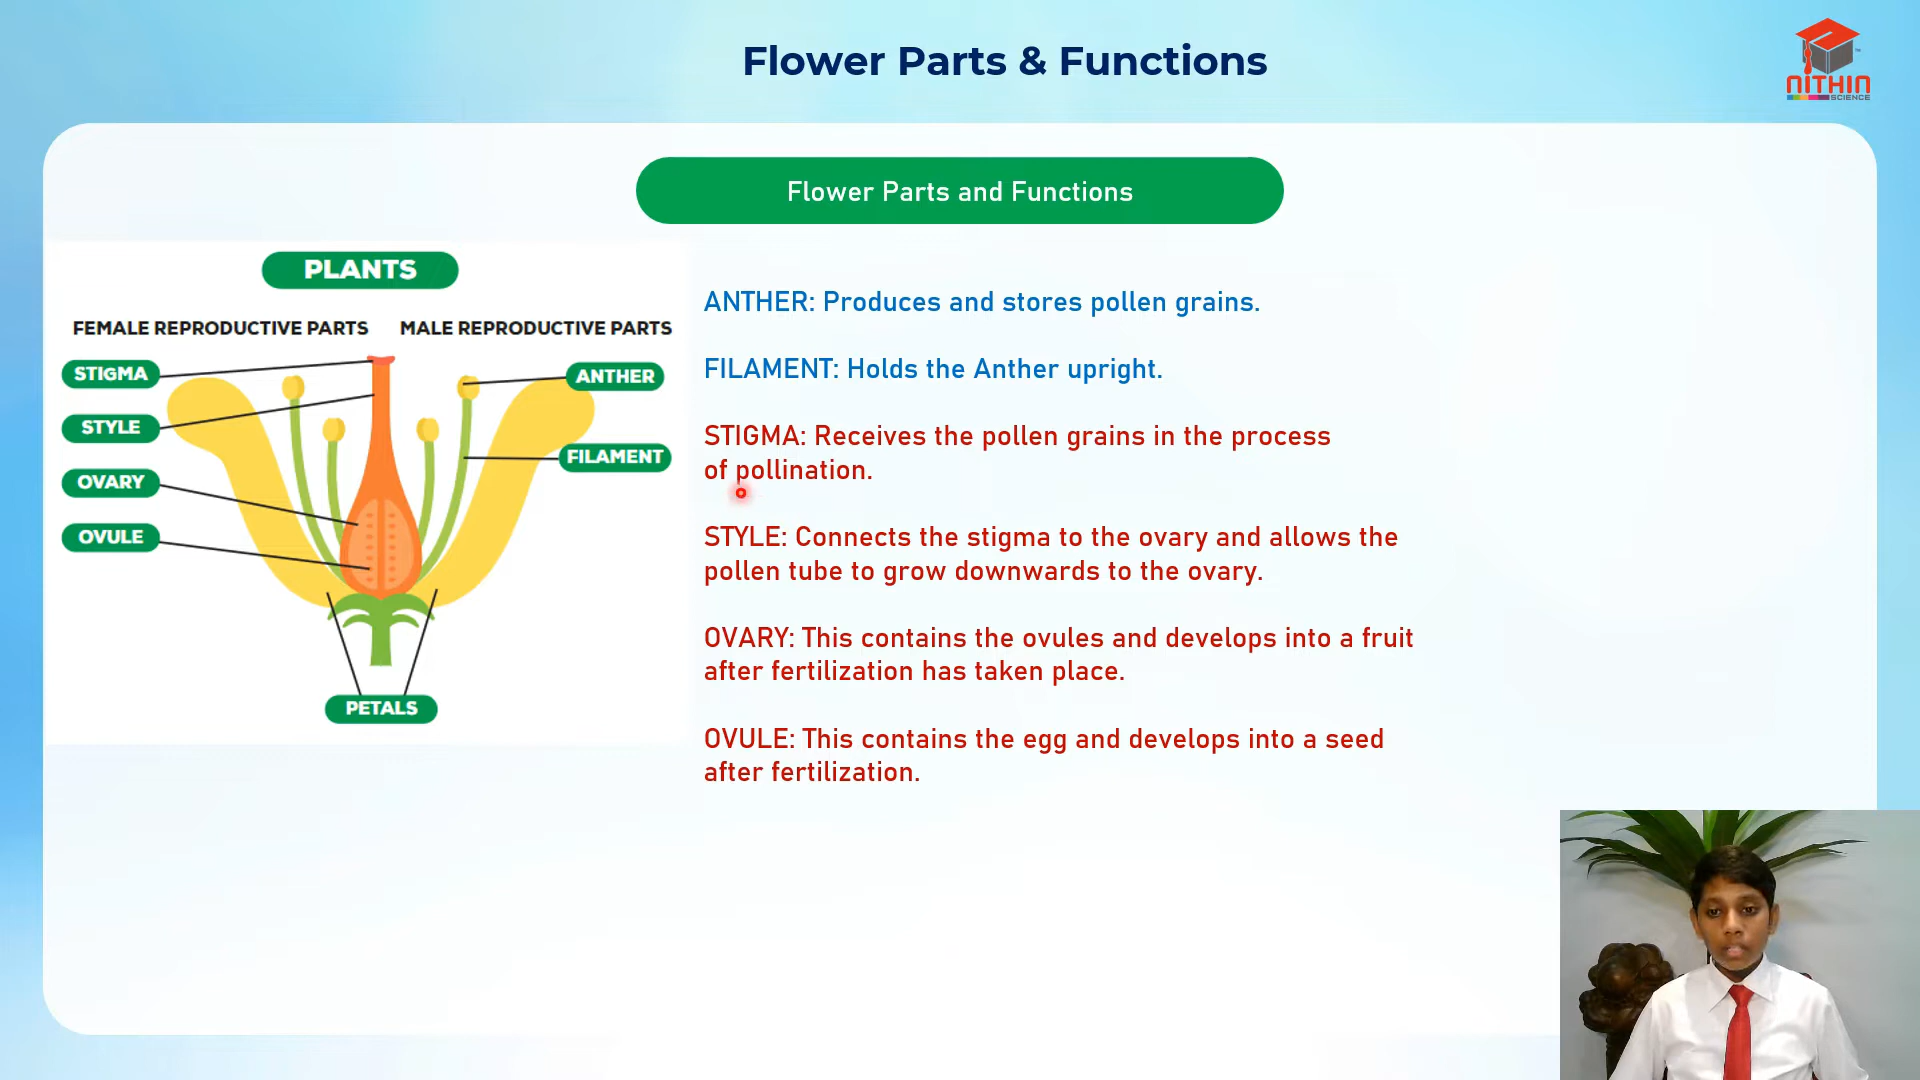 Flower Parts & Functions
NITHIN
SCIENCE
Flower Parts and Functions
PLANTS
FEMALE REPRODUCTIVE PARTS
MALE REPRODUCTIVE PARTS
STIGMA
STYLE
OVARY
OVULE
ANTHER
FILAMENT
PETALS
ANTHER: Produces and stores pollen grains.
FILAMENT: Holds the Anther upright.
STIGMA: Receives the pollen grains in the process
of pollination.
STYLE: Connects the stigma to the ovary and allows the
pollen tube to grow downwards to the ovary.
OVARY: This contains the ovules and develops into a fruit
after fertilization has taken place.
OVULE: This contains the egg and develops into a seed
after fertilization.